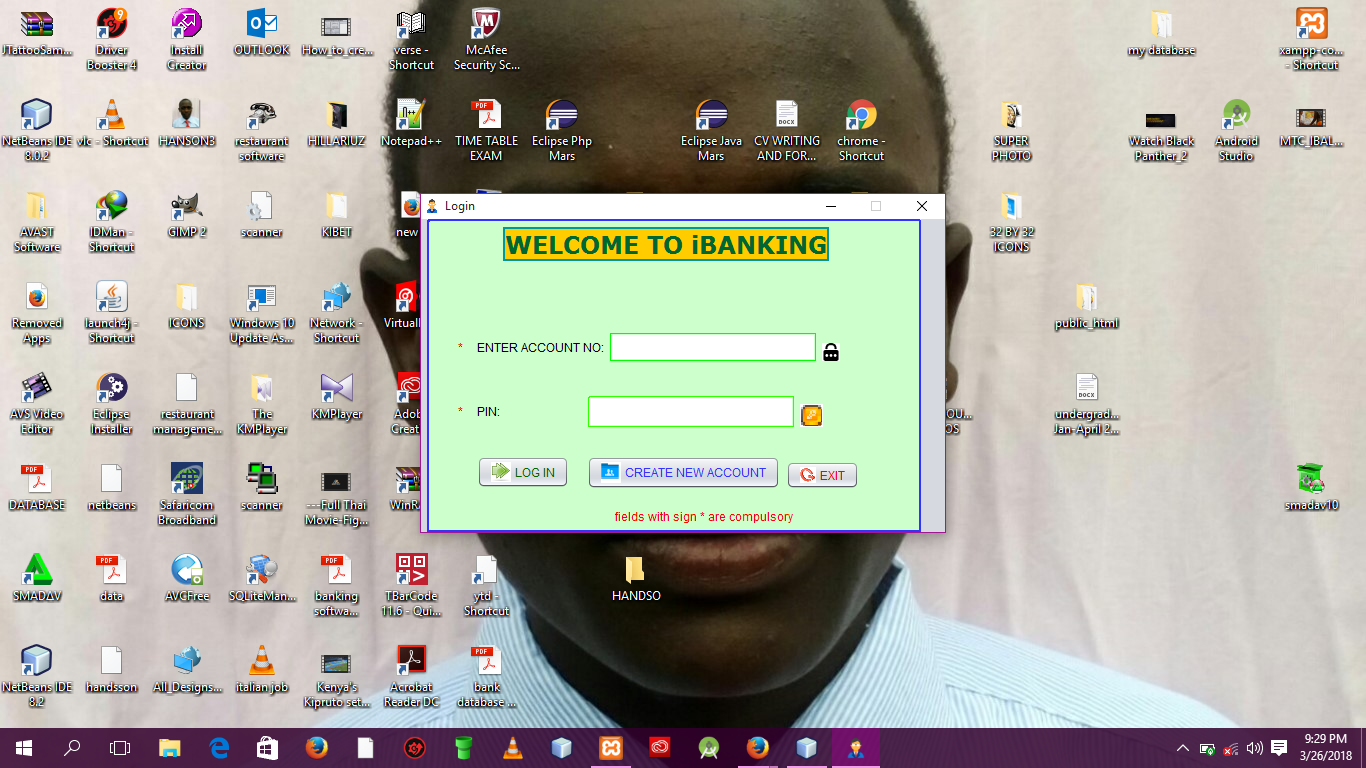 JTattooSam...
Driver
Booster 4
Install
Creator
OUTLOOK
How_to_cre...
verse -
Shortcut
McAfee
Security Sc...
my database
xampp-co...
- Shortcut
NetBeans IDE
8.0.2
vlc - Shortcut
HANSON3
restaurant
software
HILLARIUZ
Notepad++
TIME TABLE
EXAM
Eclipse Php
Mars
Eclipse Java
Mars
CV WRITING
AND FOR...
chrome -
Shortcut
SUPER
PHOTO
Watch Black
Panther_2
Android
Studio
MTC_IBAL...
AVAST
Software
IDMan -
Shortcut
GIMP 2
scanner
KIBET
new
32 BY 32
ICONS
Login
WELCOME TO iBANKING
* ENTER ACCOUNT NO:
* PIN:
LOG IN
CREATE NEW ACCOUNT
EXIT
fields with sign * are compulsory
Removed
Apps
launch4j -
Shortcut
ICONS
Windows 10
Update As...
Network -
Shortcut
public_html
AVS Video
Editor
Eclipse
Installer
restaurant
manageme...
The
KMPlayer
KMPlayer
undergrad...
Jan-April 2...
DATABASE
netbeans
Safaricom
Broadband
scanner
---Full Thai
Movie-Fig...
smadav10
SMADΔV
data
AVGFree
SQLiteMan...
banking
softwa...
TBarCode
11.6 - Qui...
ytd -
Shortcut
HANDSO
NetBeans IDE
8.2
handsson
All_Designs...
italian job
Kenya's
Kipruto set...
Acrobat
Reader DC
bank
database ...
9:29 PM
3/26/2018